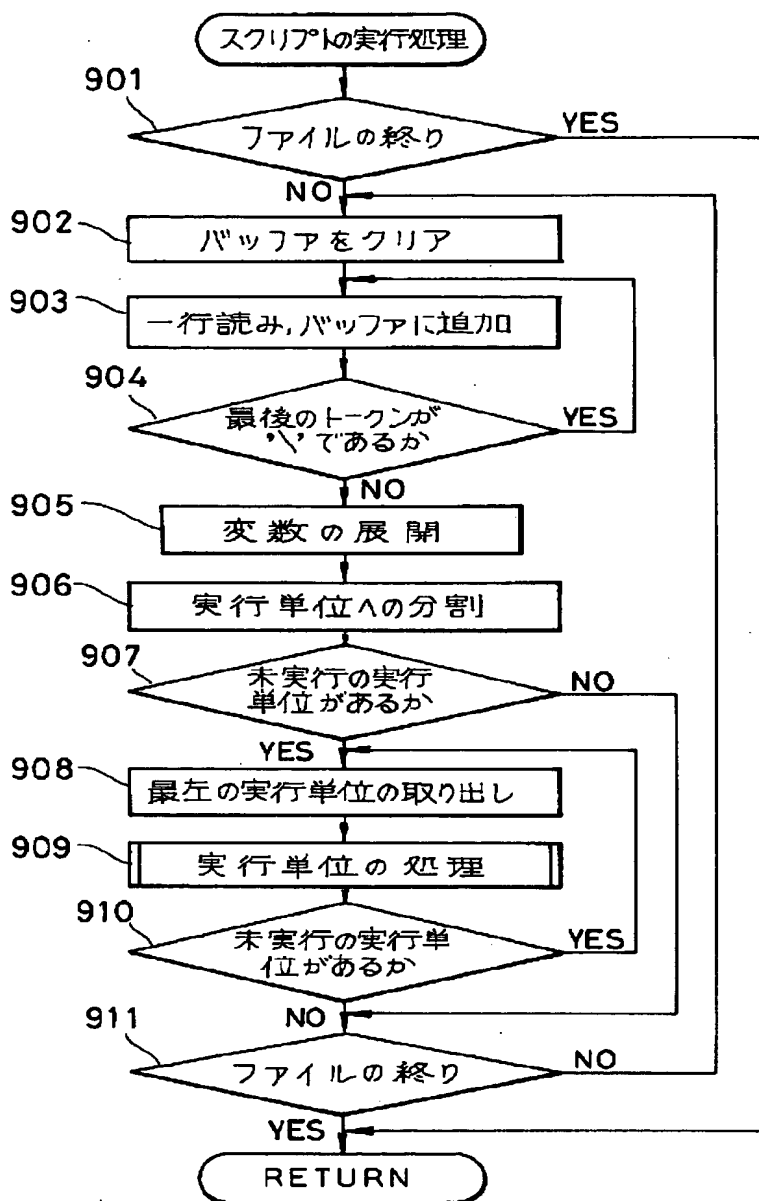 スクリプトの実行処理
901
ファイルの終り
YES
NO
902
バッファをクリア
903
一行読み,バッファに追加
904
最後のトークンが
'\'であるか
YES
NO
905
変数の展開
906
実行単位への分割
907
未実行の実行
単位があるか
NO
YES
908
最左の実行単位の取り出し
909
実行単位の処理
910
未実行の実行単
位があるか
YES
NO
911
ファイルの終り
NO
YES
RETURN